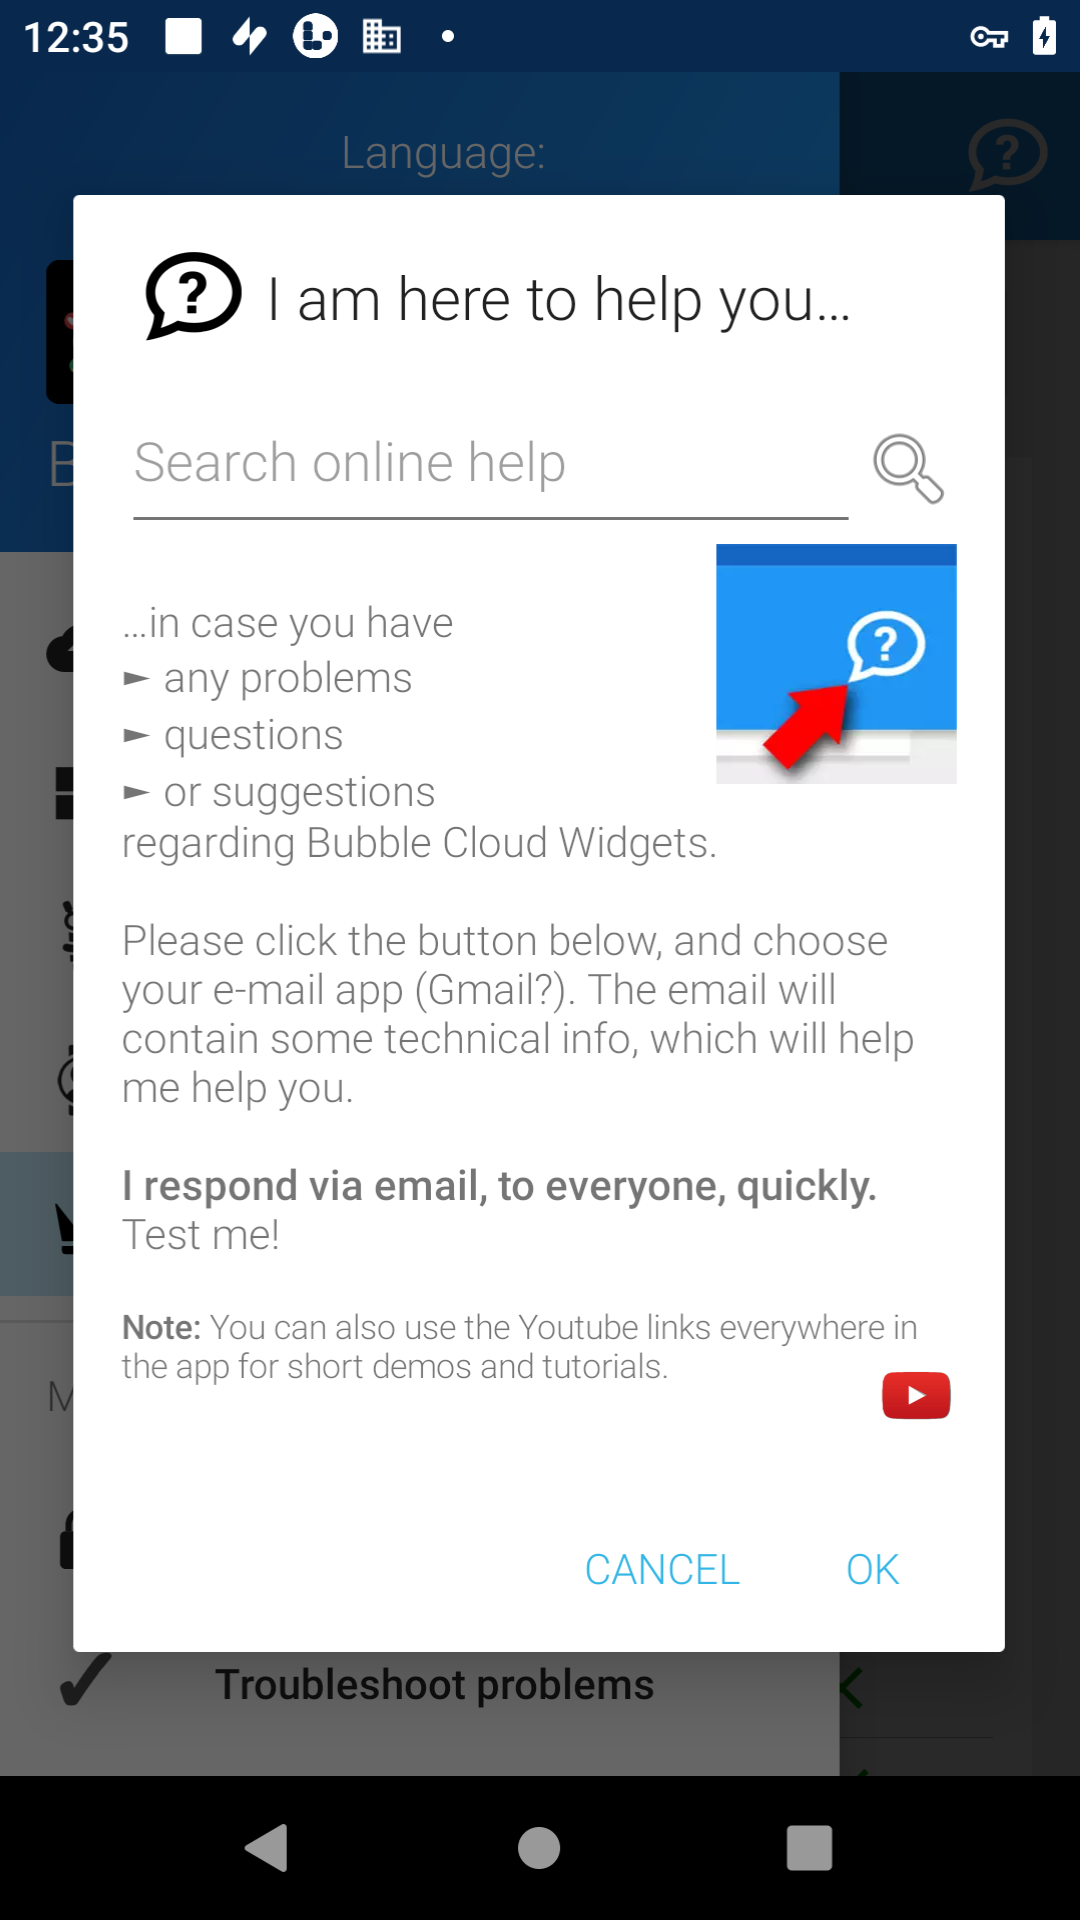 12:35
Language:
I am here to help you...
Search online help
...in case you have
► any problems
► questions
► or suggestions
regarding Bubble Cloud Widgets.
Please click the button below, and choose
your e-mail app (Gmail?). The email will
contain some technical info, which will help
me help you.
I respond via email, to everyone, quickly.
Test me!
Note: You can also use the Youtube links everywhere in
the app for short demos and tutorials.
CANCEL OK
Troubleshoot problems